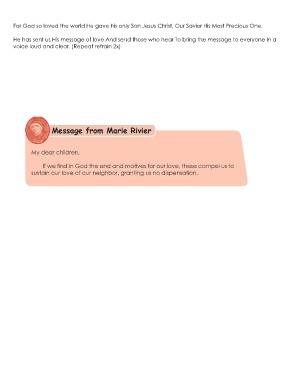 For God so loved the world He gave his only Son Jesus Christ, Our Savior His Most Precious One.
He has sent us His message of love And send those who hear To bring the message to everyone In a
voice loud and clear. (Repeat refrain 2x)
Message from Marie Rivier
My dear children,
If we find in God the end and motives for our love, these compel us to
sustain our love of our neighbor, granting us no dispensation.